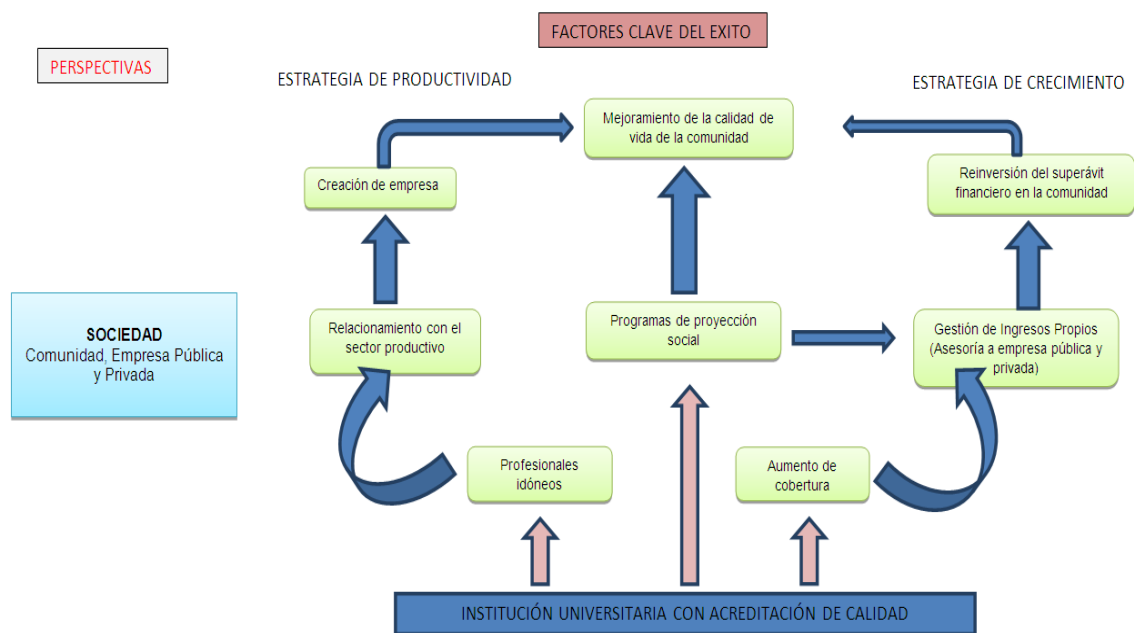 FACTORES CLAVE DEL EXITO
PERSPECTIVAS
ESTRATEGIA DE PRODUCTIVIDAD
ESTRATEGIA DE CRECIMIENTO
Mejoramiento de la calidad de
vida de la comunidad
Creación de empresa
Reinversión del superávit
financiero en la comunidad
SOCIEDAD
Comunidad, Empresa Pública
y Privada
Relacionamiento con el
sector productivo
Programas de proyección
social
Gestión de Ingresos Propios
(Asesoría a empresa pública y
privada)
Profesionales
idóneos
Aumento de
cobertura
INSTITUCIÓN UNIVERSITARIA CON ACREDITACIÓN DE CALIDAD